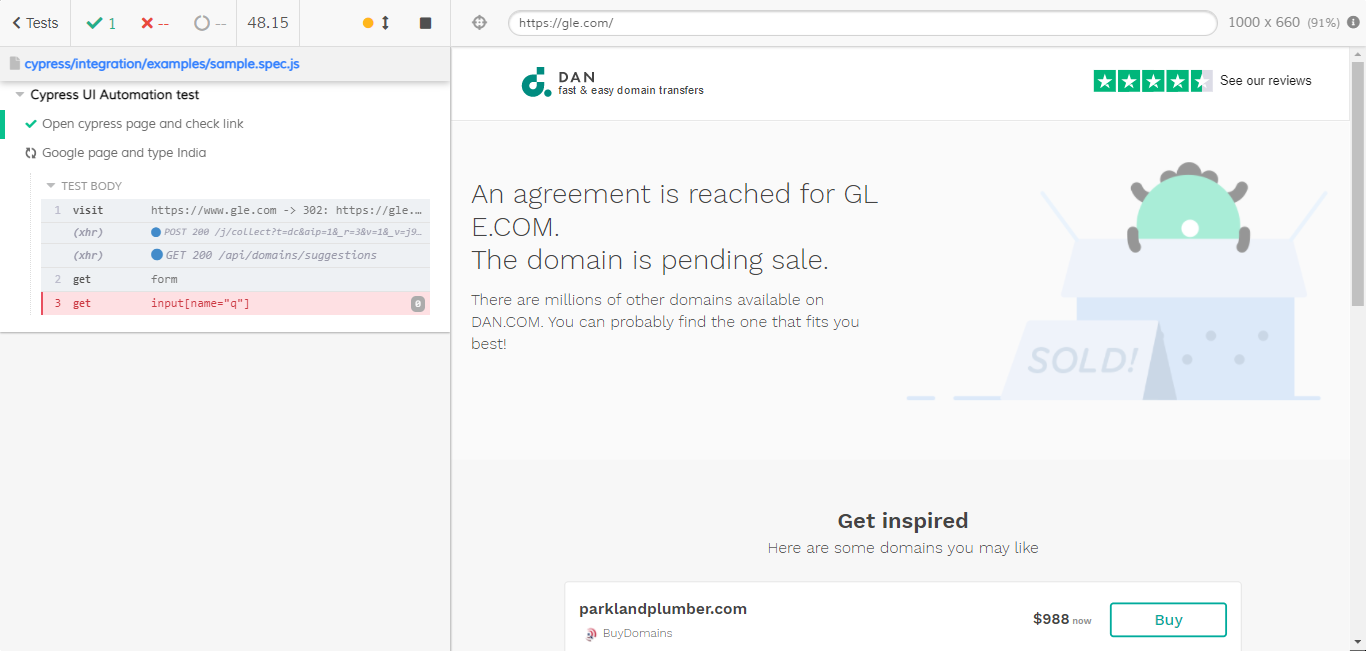 Tests
1
--
--
48.15
https://gle.com/
1000 x 660 (91%)
cypress/integration/examples/sample.spec.js
Cypress UI Automation test
Open cypress page and check link
Google page and type India
TEST BODY
1 visit https://www.gle.com -> 302: https://gle.…
(xhr) POST 200 /j/collect?t=dc&aip=1&_r=3&v=1&_v=j9…
(xhr) GET 200 /api/domains/suggestions
2 get form
3 get input[name="q"] 0
DAN
fast & easy domain transfers
See our reviews
An agreement is reached for GL
E.COM.
The domain is pending sale.
There are millions of other domains available on
DAN.COM. You can probably find the one that fits you
best!
SOLD!
Get inspired
Here are some domains you may like
parklandplumber.com
BuyDomains
$988 now
Buy